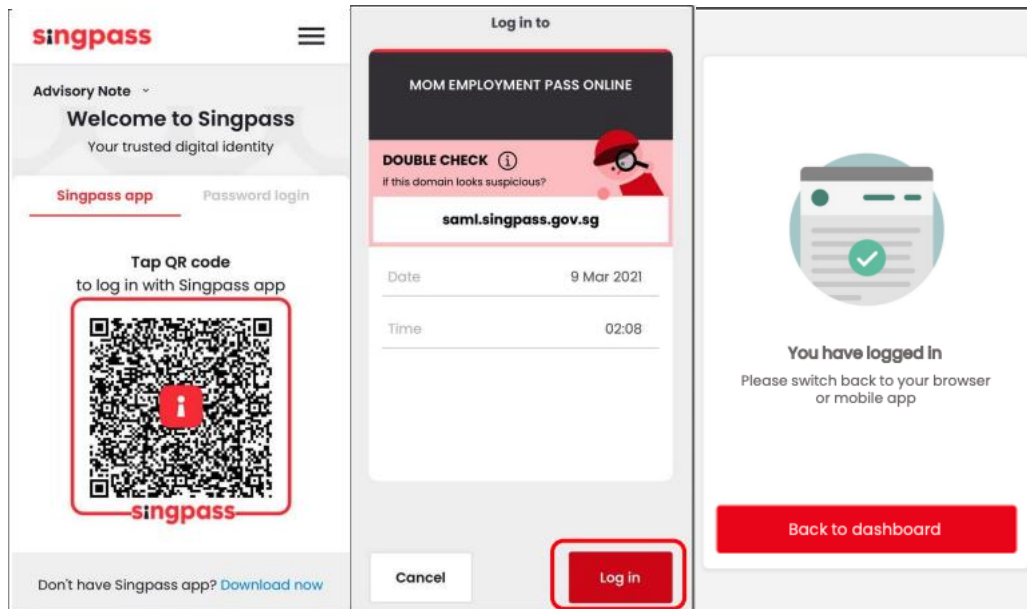 singpass
Advisory Note
Welcome to Singpass
Your trusted digital identity
Singpass app
Password login
Tap QR code
to log in with Singpass app
singpass
Don't have Singpass app? Download now
Log in to
MOM EMPLOYMENT PASS ONLINE
DOUBLE CHECK
if this domain looks suspicious?
saml.singpass.gov.sg
Date 9 Mar 2021
Time 02:08
Cancel
Log in
You have logged in
Please switch back to your browser
or mobile app
Back to dashboard